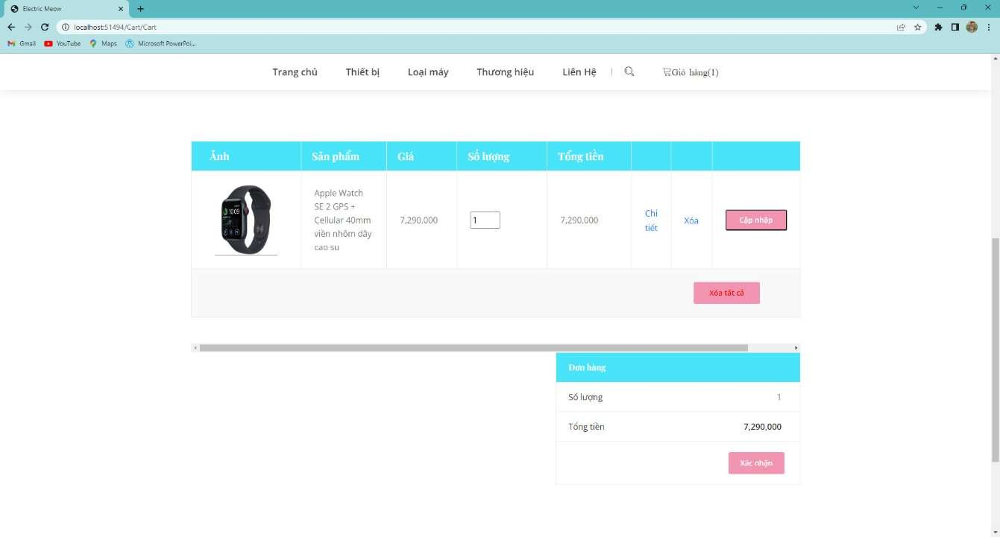 Electric Meow
localhost:51494/Cart/Cart
Gmail YouTube Maps Microsoft PowerPoi...
Trang chủ Thiết bị Loại máy Thương hiệu Liên Hệ | Giỏ hàng(1)
Ảnh Sản phẩm Giá Số lượng Tổng tiền
Apple Watch
SE 2 GPS +
Cellular 40mm
viền nhôm dây
cao su
7,290,000 1 7,290,000
Chi
tiết
Xóa Cập nhập
10:09
Xóa tất cả
Đơn hàng
Số lượng 1
Tổng tiền 7,290,000
Xác nhận